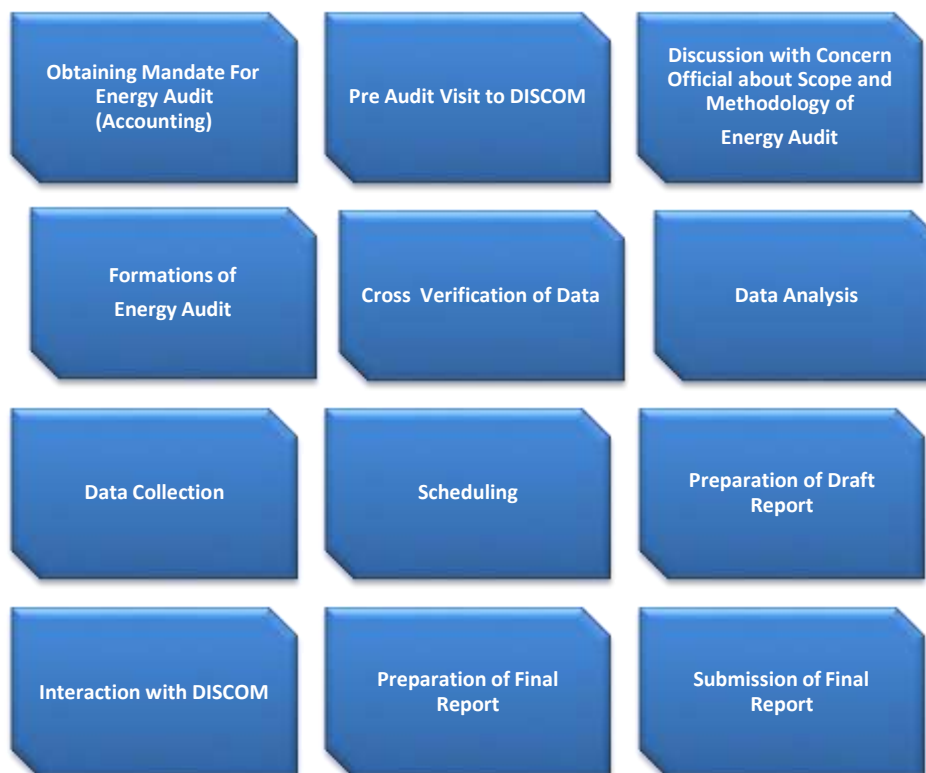 Obtaining Mandate For
Energy Audit
(Accounting)
Pre Audit Visit to DISCOM
Discussion with Concern
Official about Scope and
Methodology of
Energy Audit
Formations of
Energy Audit
Cross Verification of Data
Data Analysis
Data Collection
Scheduling
Preparation of Draft
Report
Interaction with DISCOM
Preparation of Final
Report
Submission of Final
Report